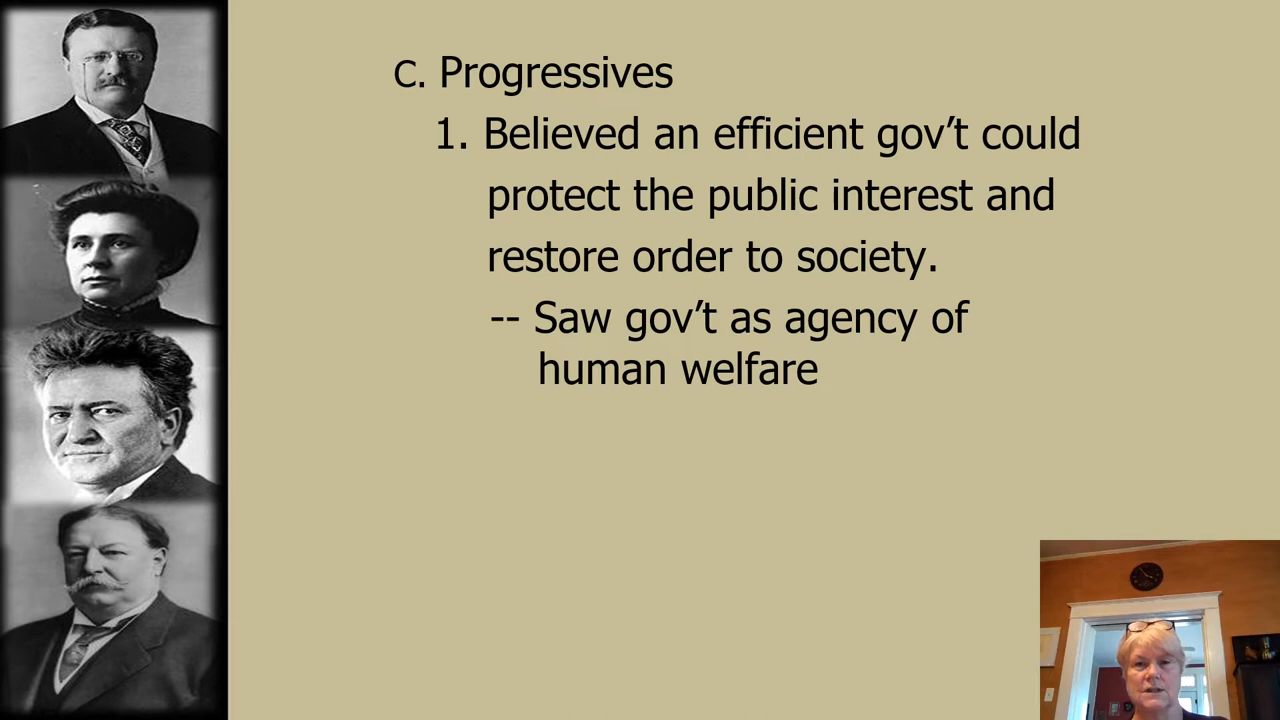 C. Progressives
1. Believed an efficient gov’t could
protect the public interest and
restore order to society.
-- Saw gov’t as agency of
human welfare